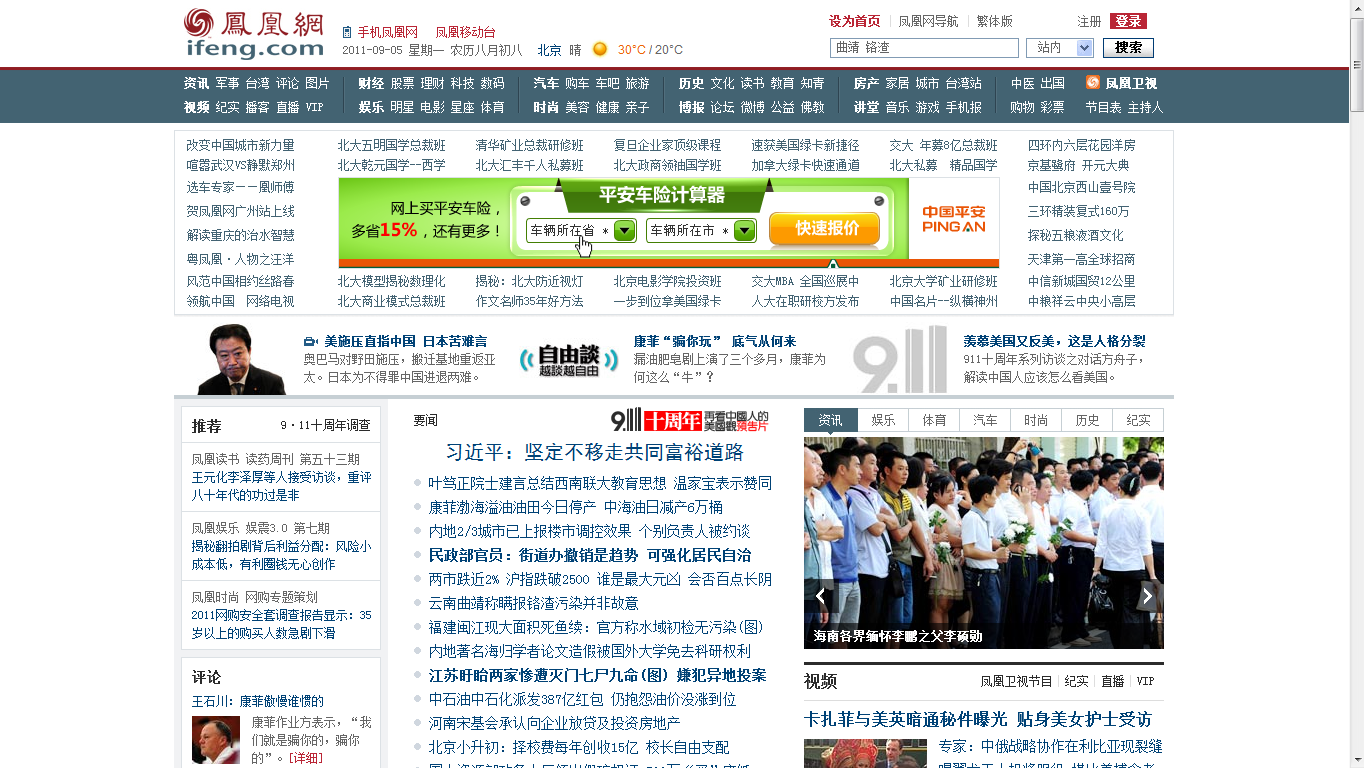 鳳凰網
ifeng.com
手机凤凰网 凤凰移动台
2011-09-05 星期一 农历八月初八 北京 晴 30°C / 20°C
设为首页 凤凰网导航 繁体版 注册 登录
曲靖 铬渣 站内 搜索
资讯 军事 台湾 评论 图片 财经 股票 理财 科技 数码 汽车 购车 车吧 旅游 历史 文化 读书 教育 知青 房产 家居 城市 台湾站 中医 出国 凤凰卫视
视频 纪实 播客 直播 VIP 娱乐 明星 电影 星座 体育 时尚 美容 健康 亲子 博报 论坛 微博 公益 佛教 讲堂 音乐 游戏 手机报 购物 彩票 节目表 主持人
改变中国城市新力量 北大五明国学总裁班 清华矿业总裁研修班 复旦企业家顶级课程 速获美国绿卡新捷径 交大 年募8亿总裁班 四环内六层花园洋房
喧嚣武汉VS静默郑州 北大乾元国学--西学 北大汇丰千人私募班 北大政商领袖国学班 加拿大绿卡快速通道 北大私募 精品国学 京基鹭府 开元大典
选车专家－－凰师傅
贺凤凰网广州站上线
解读重庆的治水智慧
粤凤凰·人物之汪洋
网上买平安车险，
多省15%，还有更多！
平安车险计算器
车辆所在省 * 车辆所在市 * 快速报价
中国平安
PING AN
中国北京西山壹号院
三环精装复式160万
探秘五粮液酒文化
天津第一高全球招商
风范中国相约丝路春 北大模型揭秘数理化 揭秘：北大防近视灯 北京电影学院投资班 交大MBA 全国巡展中 北京大学矿业研修班 中信新城国贸12公里
领航中国 网络电视 北大商业模式总裁班 作文名师35年好方法 一步到位拿美国绿卡 人大在职研校方发布 中国名片--纵横神州 中粮祥云中央小高层
美施压直指中国 日本苦难言
奥巴马对野田施压，搬迁基地重返亚
太。日本为不得罪中国进退两难。
自由談
越談越自由
康菲“骗你玩” 底气从何来
漏油肥皂剧上演了三个多月，康菲为
何这么“牛”？
9.11
羡慕美国又反美，这是人格分裂
911十周年系列访谈之对话方舟子，
解读中国人应该怎么看美国。
推荐 9·11十周年调查
凤凰读书 读药周刊 第五十三期
王元化李泽厚等人接受访谈，重评
八十年代的功过是非
凤凰娱乐 娱震3.0 第七期
揭秘翻拍剧背后利益分配：风险小
成本低，有利圈钱无心创作
凤凰时尚 网购专题策划
2011网购安全套调查报告显示：35
岁以上的购买人数急剧下滑
评论
王石川：康菲傲慢谁惯的
康菲作业方表示，“我
们就是骗你的，骗你
的”。[详细]
要闻
9.11 十周年 再看中國人的
美国觀預告片
习近平：坚定不移走共同富裕道路
叶笃正院士建言总结西南联大教育思想 温家宝表示赞同
康菲渤海溢油油田今日停产 中海油日减产6万桶
内地2/3城市已上报楼市调控效果 个别负责人被约谈
民政部官员：街道办撤销是趋势 可强化居民自治
两市跌近2% 沪指跌破2500 谁是最大元凶 会否百点长阴
云南曲靖称瞒报铬渣污染并非故意
福建闽江现大面积死鱼续：官方称水域初检无污染(图)
内地著名海归学者论文造假被国外大学免去科研权利
江苏盱眙两家惨遭灭门七尸九命(图) 嫌犯异地投案
中石油中石化派发387亿红包 仍抱怨油价没涨到位
河南宋基会承认向企业放贷及投资房地产
北京小升初：择校费每年创收15亿 校长自由支配
资讯 娱乐 体育 汽车 时尚 历史 纪实
海南各界缅怀李鹏之父李硕勋
视频 凤凰卫视节目 纪实 直播 VIP
卡扎菲与美英暗通秘件曝光 贴身美女护士受访
专家：中俄战略协作在利比亚现裂缝